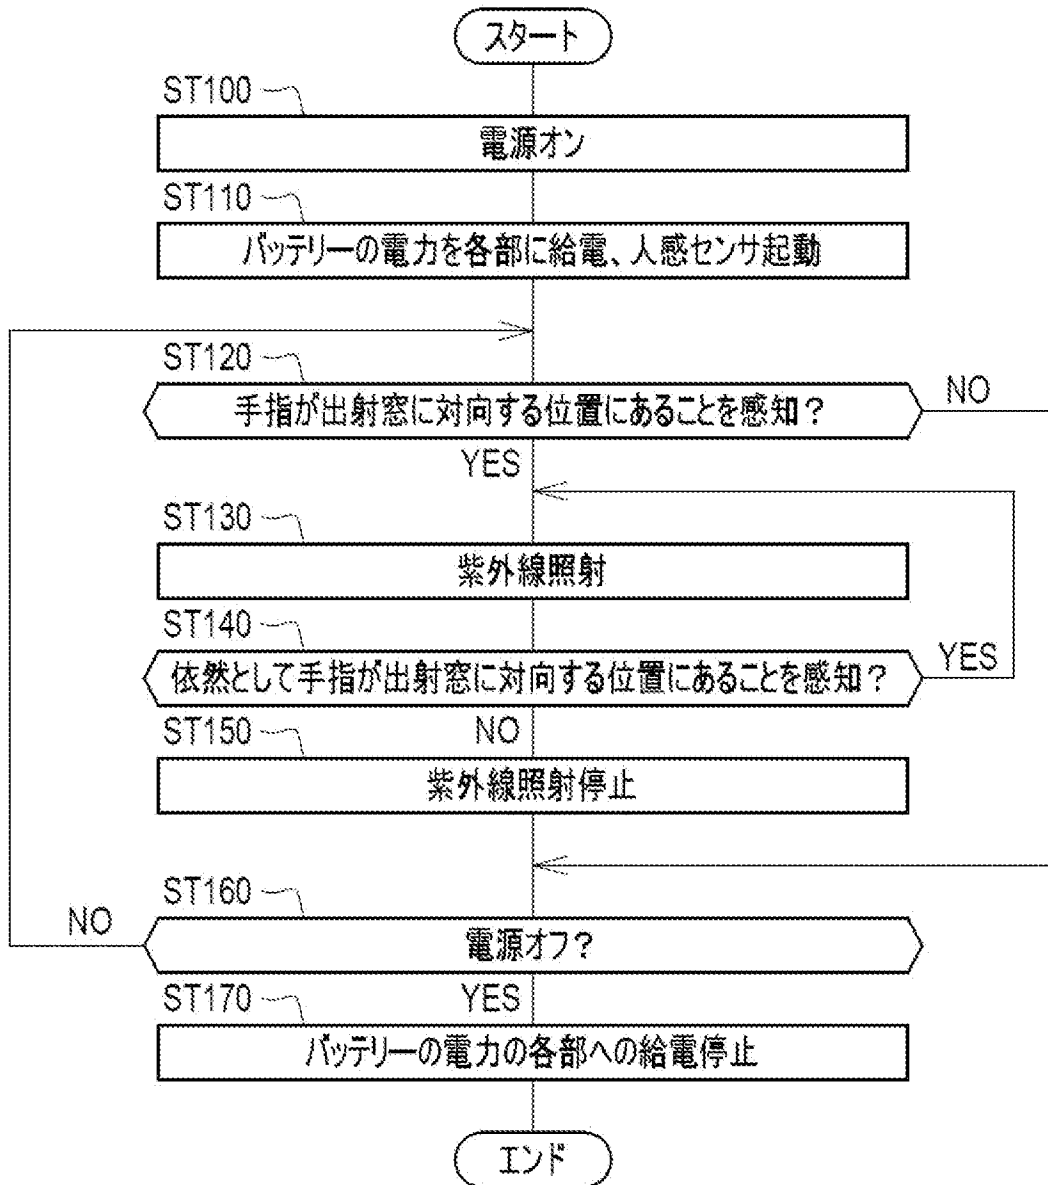 スタート
ST100
電源オン
ST110
バッテリーの電力を各部に給電、人感センサ起動
ST120
手指が出射窓に対向する位置にあることを感知？
NO
YES
ST130
紫外線照射
ST140
依然として手指が出射窓に対向する位置にあることを感知？
YES
ST150
NO
紫外線照射停止
ST160
NO
電源オフ？
ST170
YES
バッテリーの電力の各部への給電停止
エンド